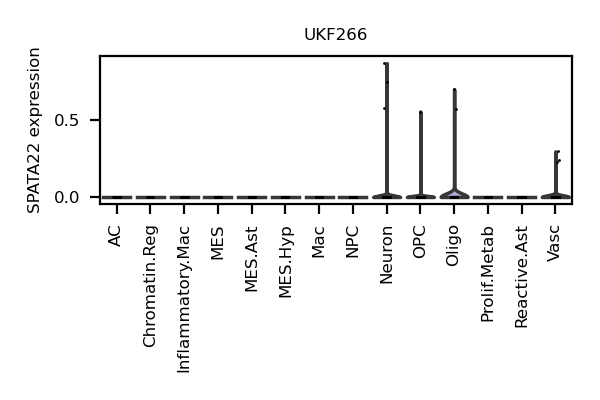 UKF266
SPATA22 expression
0.5
0.0
AC
Chromatin.Reg
Inflammatory.Mac
MES
MES.Ast
MES.Hyp
Mac
NPC
Neuron
OPC
Oligo
Prolif.Metab
Reactive.Ast
Vasc